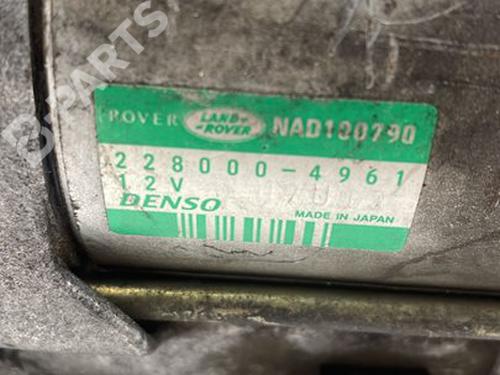 B-PARTS
ROVER LAND-ROVER NAD100790
228000-4961
12V
DENSO MADE IN JAPAN